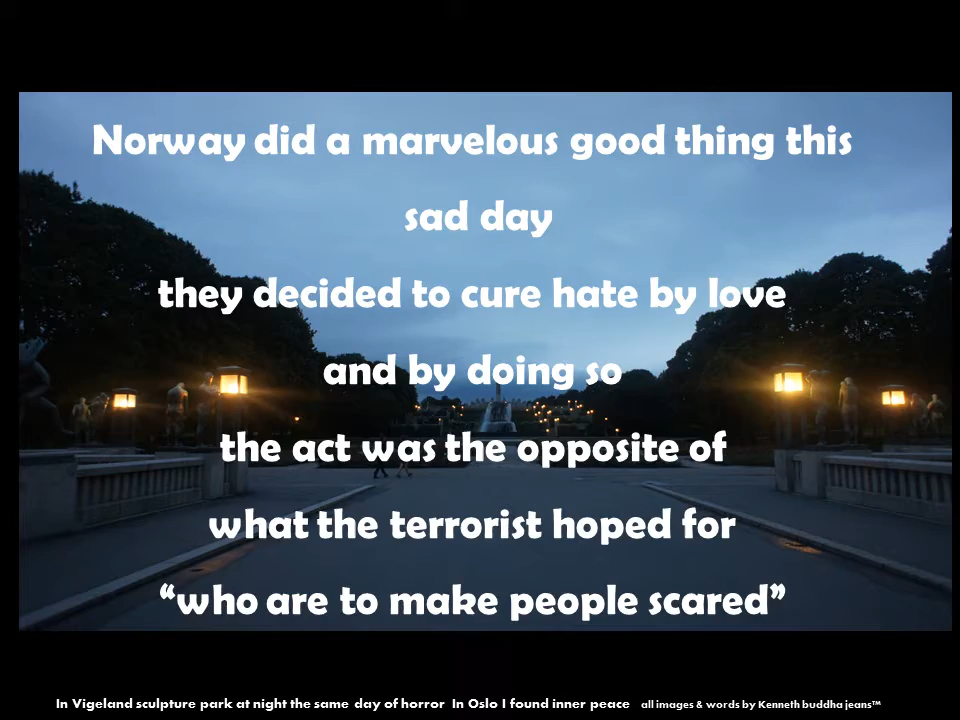 Norway did a marvelous good thing this
sad day
they decided to cure hate by love
and by doing so
the act was the opposite of
what the terrorist hoped for
“who are to make people scared”
In Vigeland sculpture park at night the same day of horror In Oslo I found inner peace all images & words by Kenneth buddha jeans™